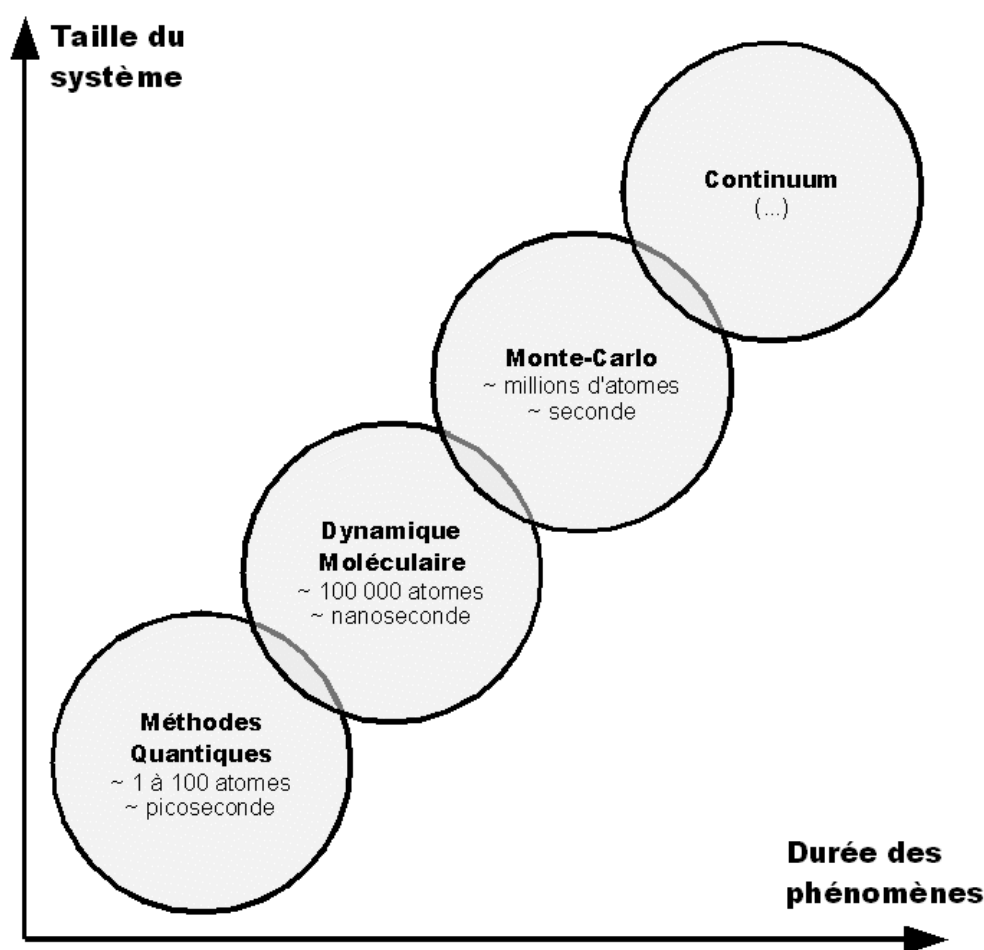 Taille du
système
Continuum
(...)
Monte-Carlo
~ millions d'atomes
~ seconde
Dynamique
Moléculaire
~ 100 000 atomes
~ nanoseconde
Méthodes
Quantiques
~ 1 à 100 atomes
~ picoseconde
Durée des
phénomènes